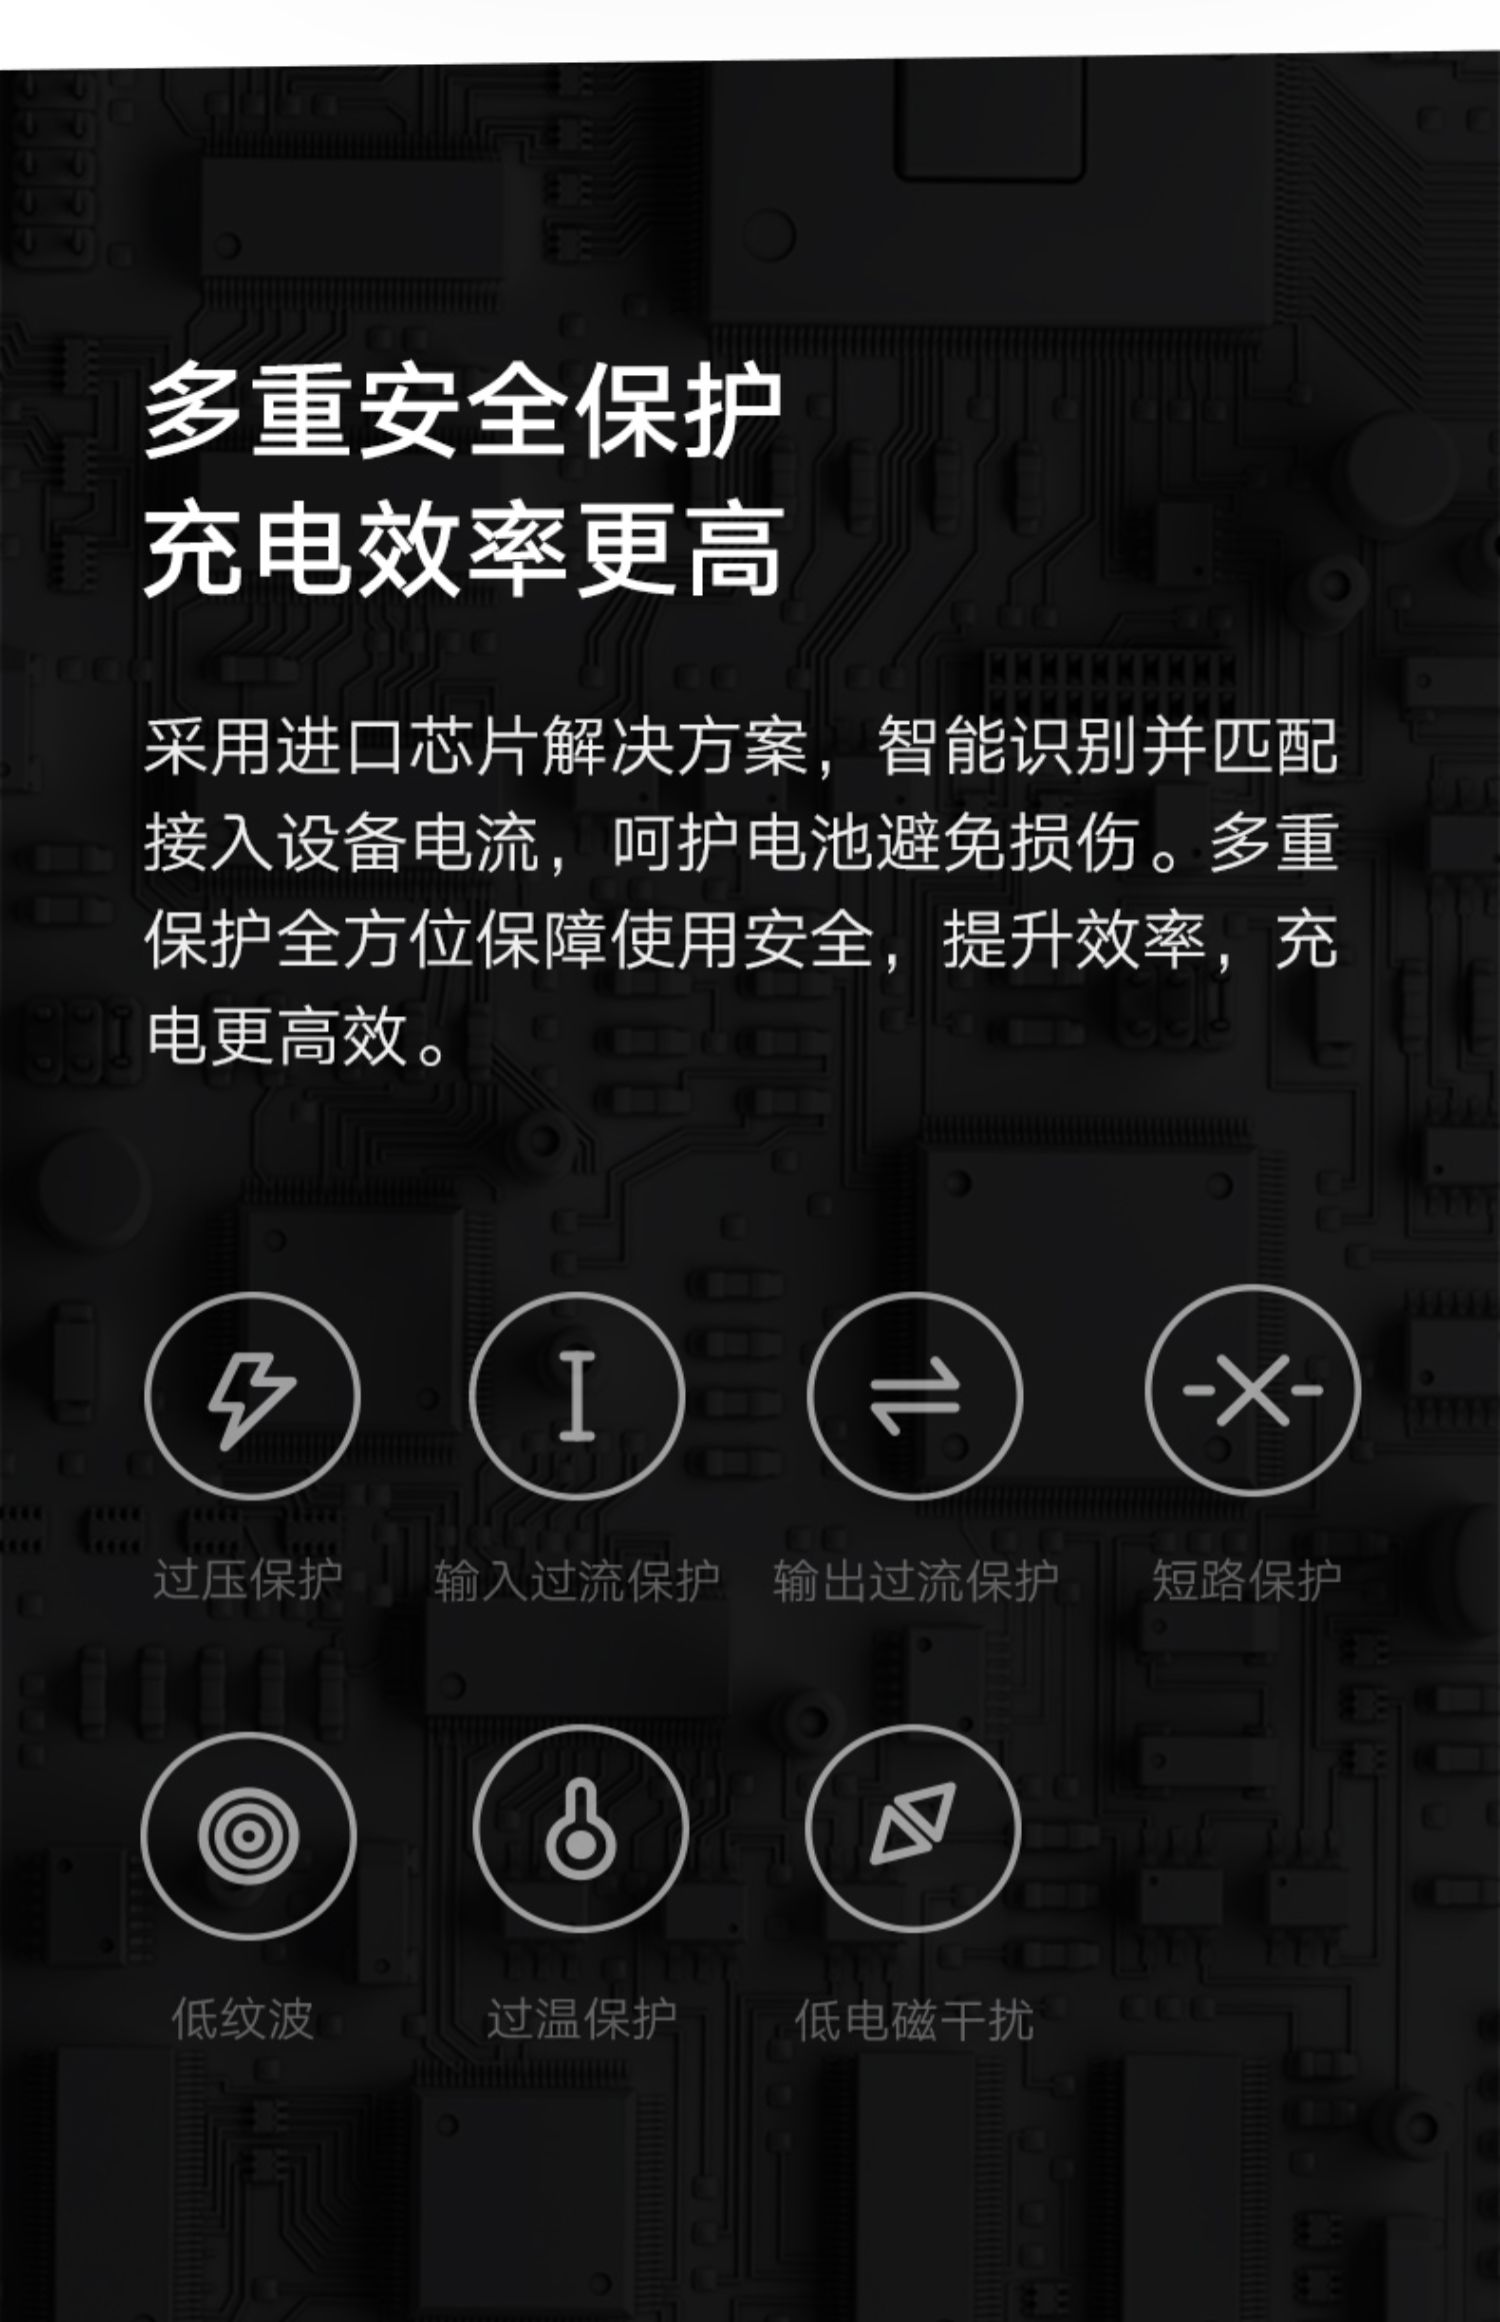 多重安全保护
充电效率更高
采用进口芯片解决方案，智能识别并匹配
接入设备电流，呵护电池避免损伤。多重
保护全方位保障使用安全，提升效率，充
电更高效。
过压保护 输入过流保护 输出过流保护 短路保护
低纹波 过温保护 低电磁干扰